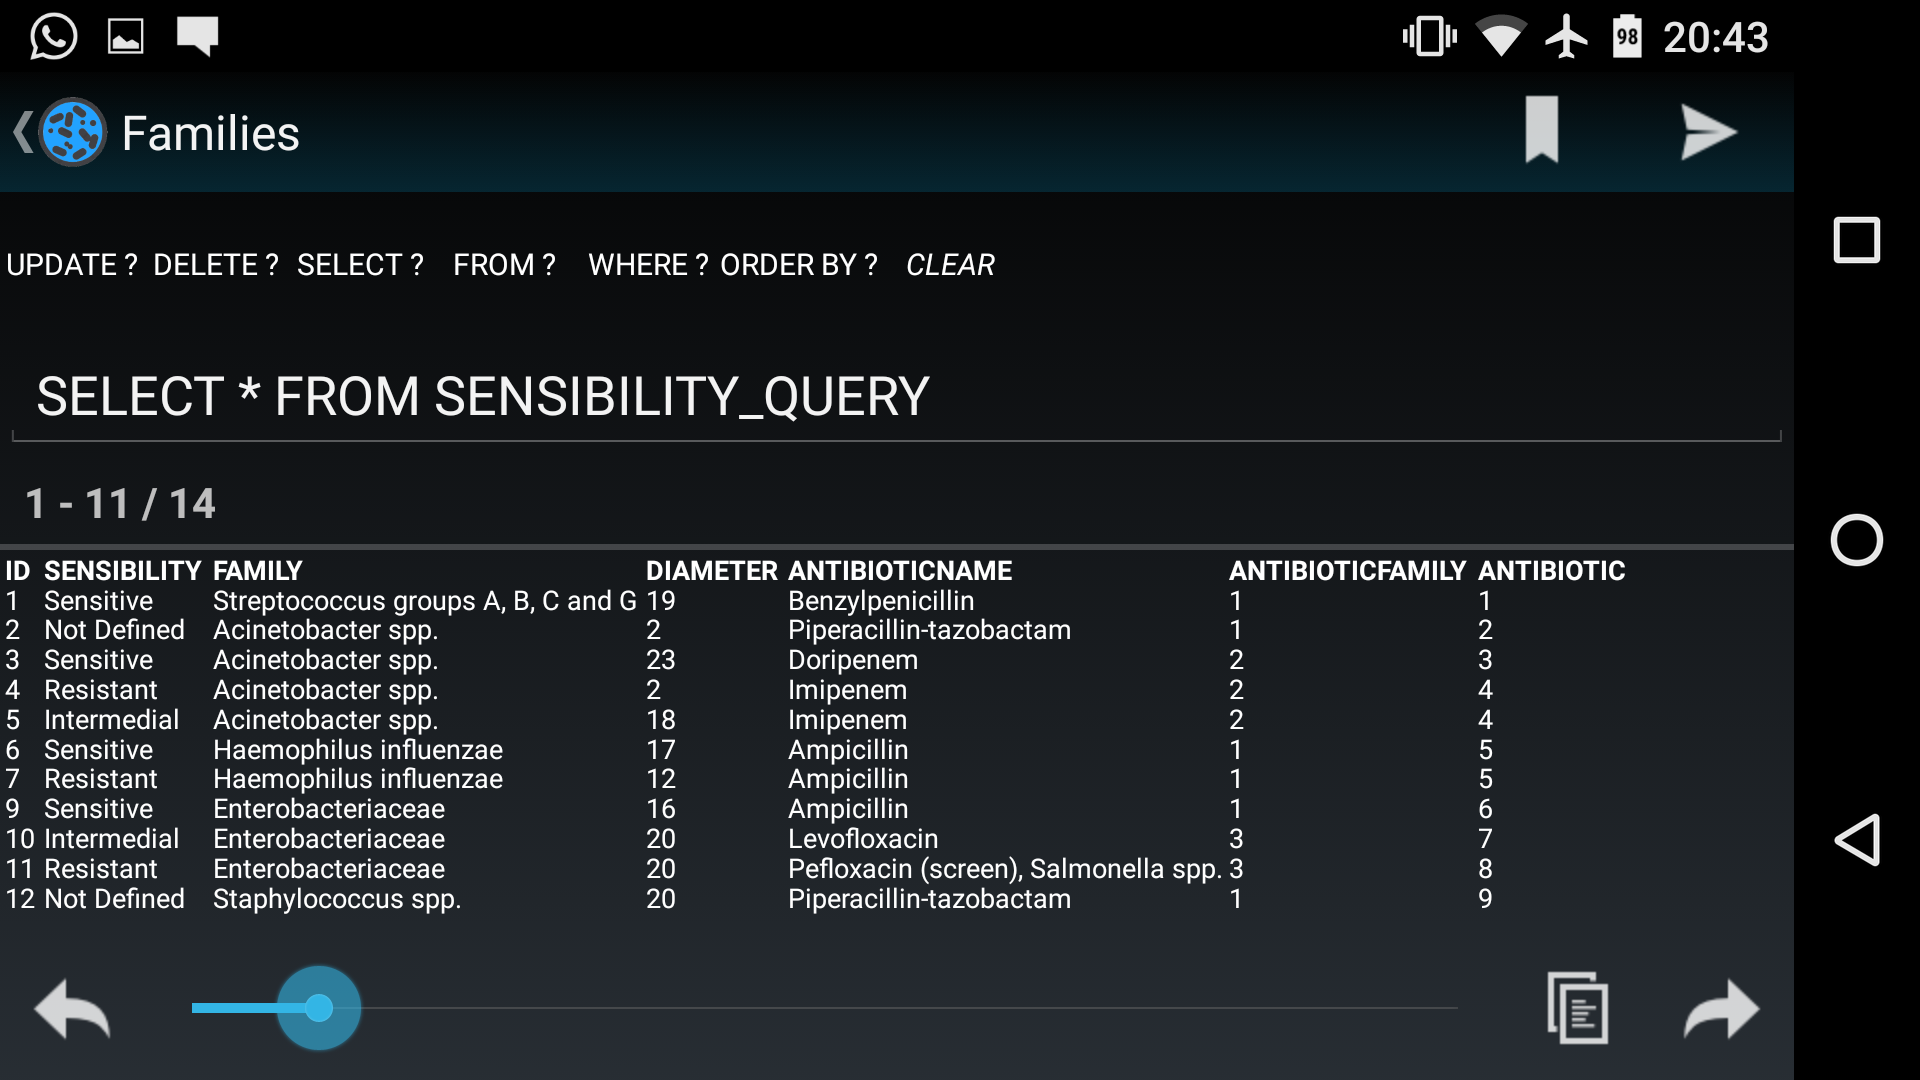 98 20:43
Families
UPDATE ? DELETE ? SELECT ? FROM ? WHERE ? ORDER BY ? CLEAR
SELECT * FROM SENSIBILITY_QUERY
1 - 11 / 14
ID SENSIBILITY FAMILY DIAMETER ANTIBIOTICNAME ANTIBIOTICFAMILY ANTIBIOTIC
1 Sensitive Streptococcus groups A, B, C and G 19 Benzylpenicillin 1 1
2 Not Defined Acinetobacter spp. 2 Piperacillin-tazobactam 1 2
3 Sensitive Acinetobacter spp. 23 Doripenem 2 3
4 Resistant Acinetobacter spp. 2 Imipenem 2 4
5 Intermedial Acinetobacter spp. 18 Imipenem 2 4
6 Sensitive Haemophilus influenzae 17 Ampicillin 1 5
7 Resistant Haemophilus influenzae 12 Ampicillin 1 5
9 Sensitive Enterobacteriaceae 16 Ampicillin 1 6
10 Intermedial Enterobacteriaceae 20 Levofloxacin 3 7
11 Resistant Enterobacteriaceae 20 Pefloxacin (screen), Salmonella spp. 3 8
12 Not Defined Staphylococcus spp. 20 Piperacillin-tazobactam 1 9